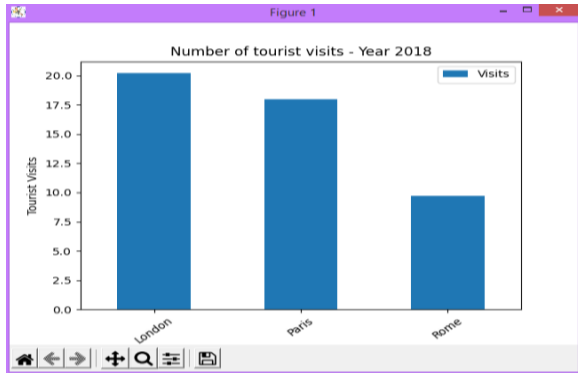 Figure 1
Number of tourist visits - Year 2018
Visits
20.0
17.5
15.0
12.5
10.0
7.5
5.0
2.5
0.0
Tourist Visits
London
Paris
Rome